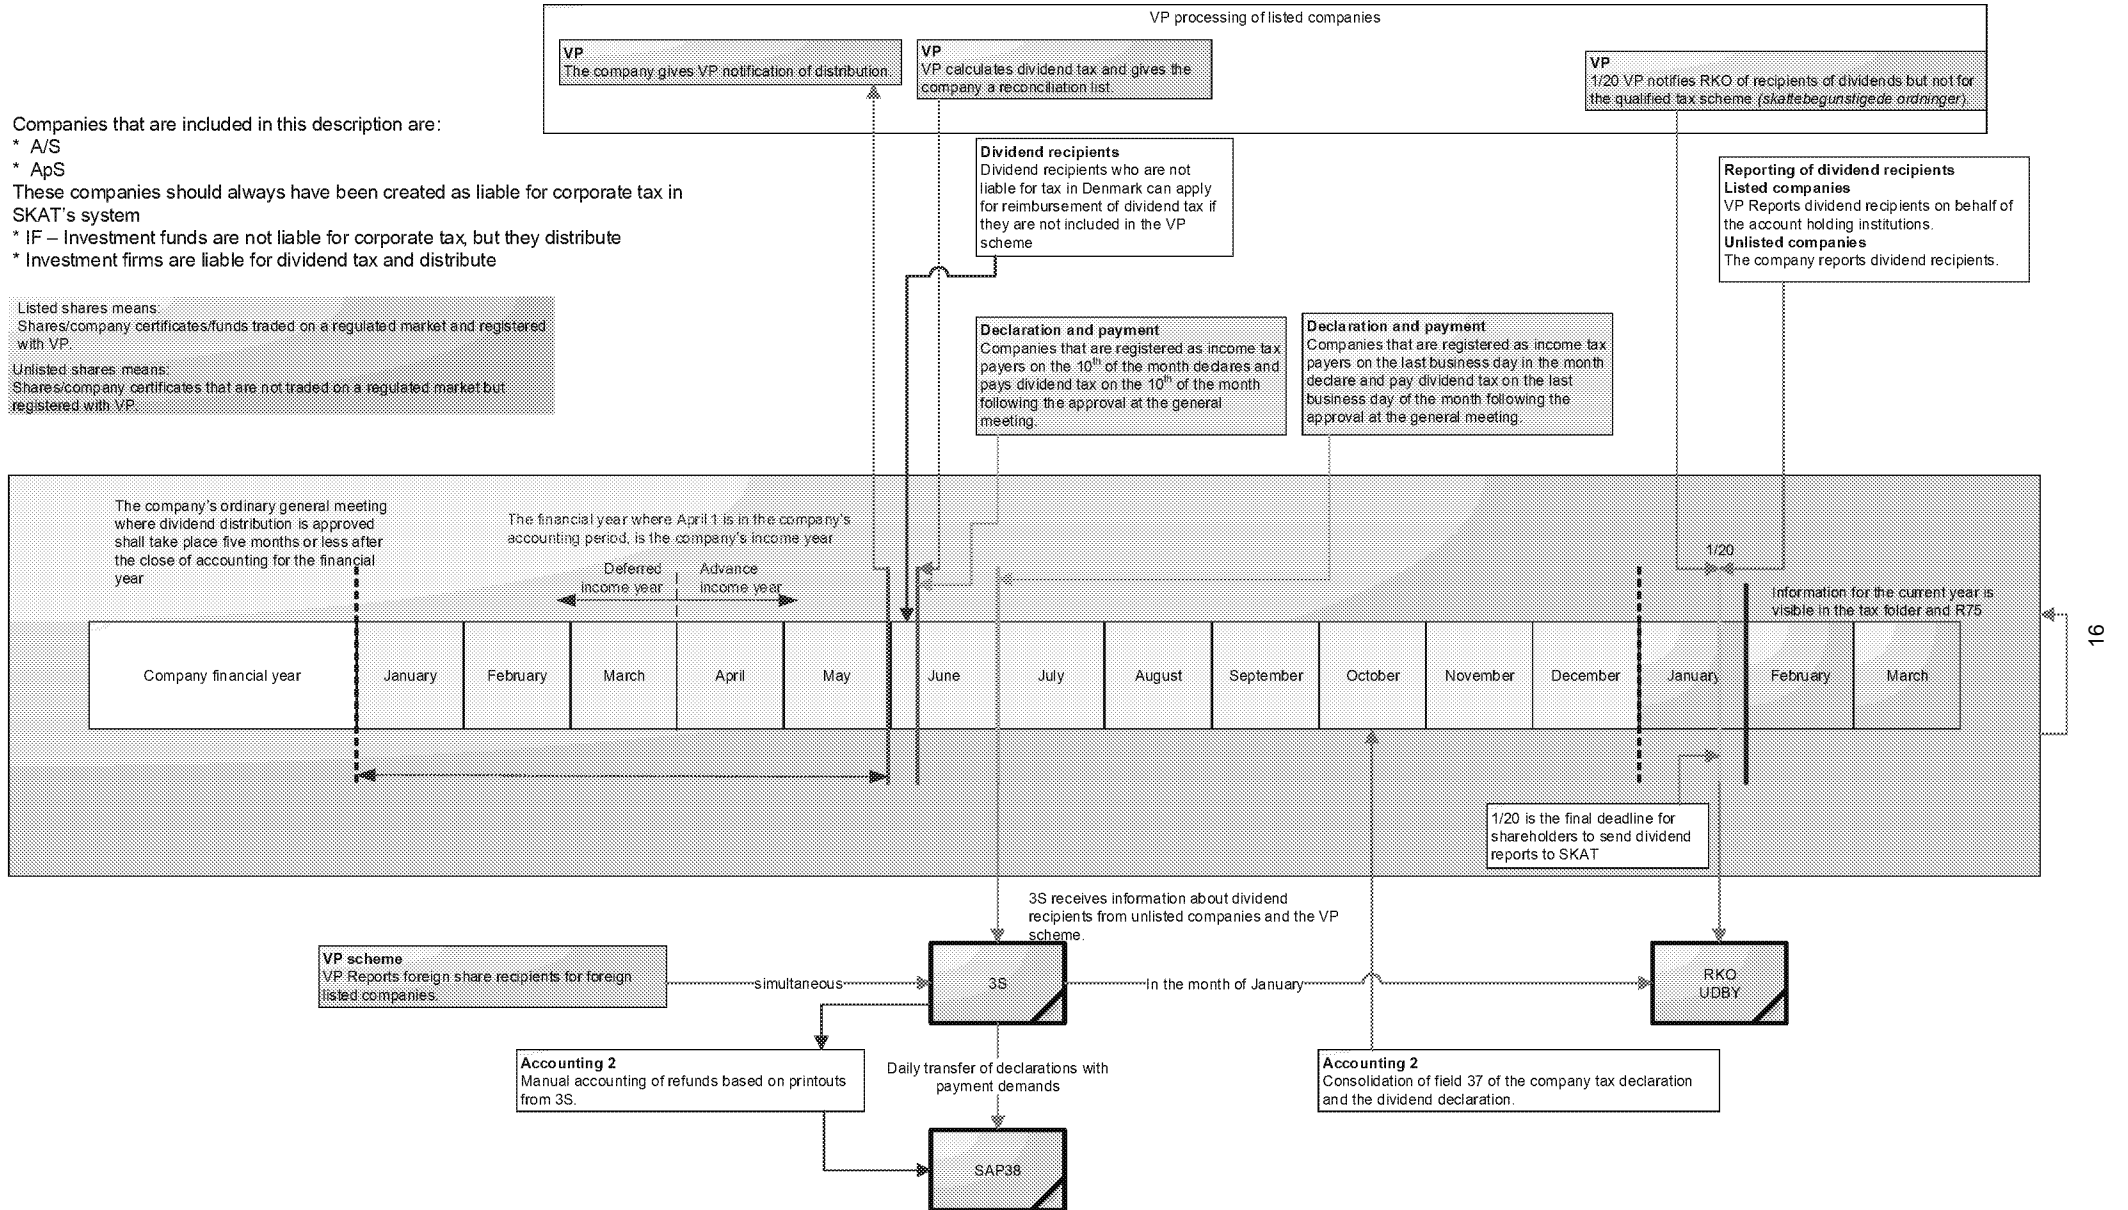 VP processing of listed companies
VP
The company gives VP notification of distribution.
VP
VP calculates dividend tax and gives the
company a reconciliation list.
VP
1/20 VP notifies RKO of recipients of dividends but not for
the qualified tax scheme (skattebegunstigede ordninger)
Companies that are included in this description are:
* A/S
* ApS
These companies should always have been created as liable for corporate tax in
SKAT's system
* IF – Investment funds are not liable for corporate tax, but they distribute
* Investment firms are liable for dividend tax and distribute
Dividend recipients
Dividend recipients who are not
liable for tax in Denmark can apply
for reimbursement of dividend tax if
they are not included in the VP
scheme
Reporting of dividend recipients
Listed companies
VP Reports dividend recipients on behalf of
the account holding institutions.
Unlisted companies
The company reports dividend recipients.
Listed shares means:
Shares/company certificates/funds traded on a regulated market and registered
with VP.
Unlisted shares means:
Shares/company certificates that are not traded on a regulated market but
registered with VP.
Declaration and payment
Companies that are registered as income tax
payers on the 10th of the month declares and
pays dividend tax on the 10th of the month
following the approval at the general
meeting.
Declaration and payment
Companies that are registered as income tax
payers on the last business day in the month
declare and pay dividend tax on the last
business day of the month following the
approval at the general meeting.
The company's ordinary general meeting
where dividend distribution is approved
shall take place five months or less after
the close of accounting for the financial
year
The financial year where April 1 is in the company's
accounting period, is the company's income year
Deferred
income year
Advance
income year
1/20
Information for the current year is
visible in the tax folder and R75
Company financial year
January
February
March
April
May
June
July
August
September
October
November
December
January
February
March
16
1/20 is the final deadline for
shareholders to send dividend
reports to SKAT
3S receives information about dividend
recipients from unlisted companies and the VP
scheme.
VP scheme
VP Reports foreign share recipients for foreign
listed companies.
simultaneous
3S
In the month of January
RKO
UDBY
Accounting 2
Manual accounting of refunds based on printouts
from 3S.
Daily transfer of declarations with
payment demands
Accounting 2
Consolidation of field 37 of the company tax declaration
and the dividend declaration.
SAP38